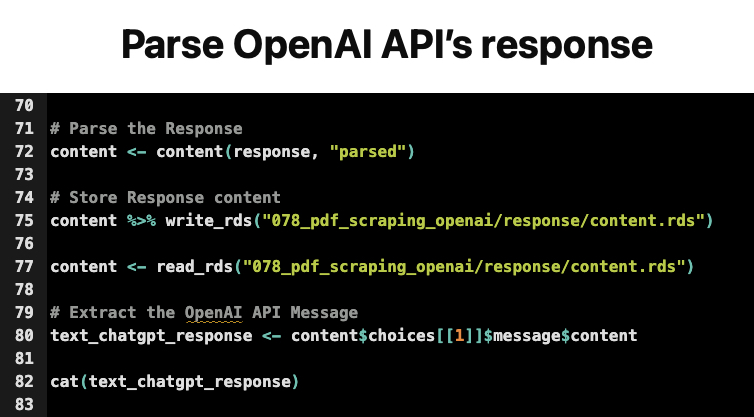 Parse OpenAI API’s response
70
71 # Parse the Response
72 content <- content(response, "parsed")
73
74 # Store Response content
75 content %>% write_rds("078_pdf_scraping_openai/response/content.rds")
76
77 content <- read_rds("078_pdf_scraping_openai/response/content.rds")
78
79 # Extract the OpenAI API Message
80 text_chatgpt_response <- content$choices[[1]]$message$content
81
82 cat(text_chatgpt_response)
83